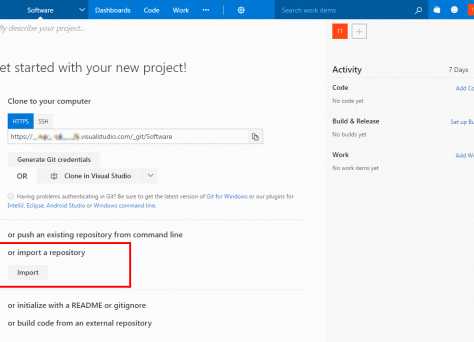 Software Dashboards Code Work ... Search work items
fly describe your project...
TT +
et started with your new project!
Activity 7 Days
Clone to your computer
Code Add Co
No code yet
HTTPS SSH
https:// .visualstudio.com/_git/Software
Build & Release Set up Bu
No builds yet
Generate Git credentials
Work Add Wo
No work items yet
OR Clone in Visual Studio
Having problems authenticating in Git? Be sure to get the latest version of Git for Windows or our plugins for
IntelliJ, Eclipse, Android Studio or Windows command line.
or push an existing repository from command line
or import a repository
Import
or initialize with a README or gitignore
or build code from an external repository